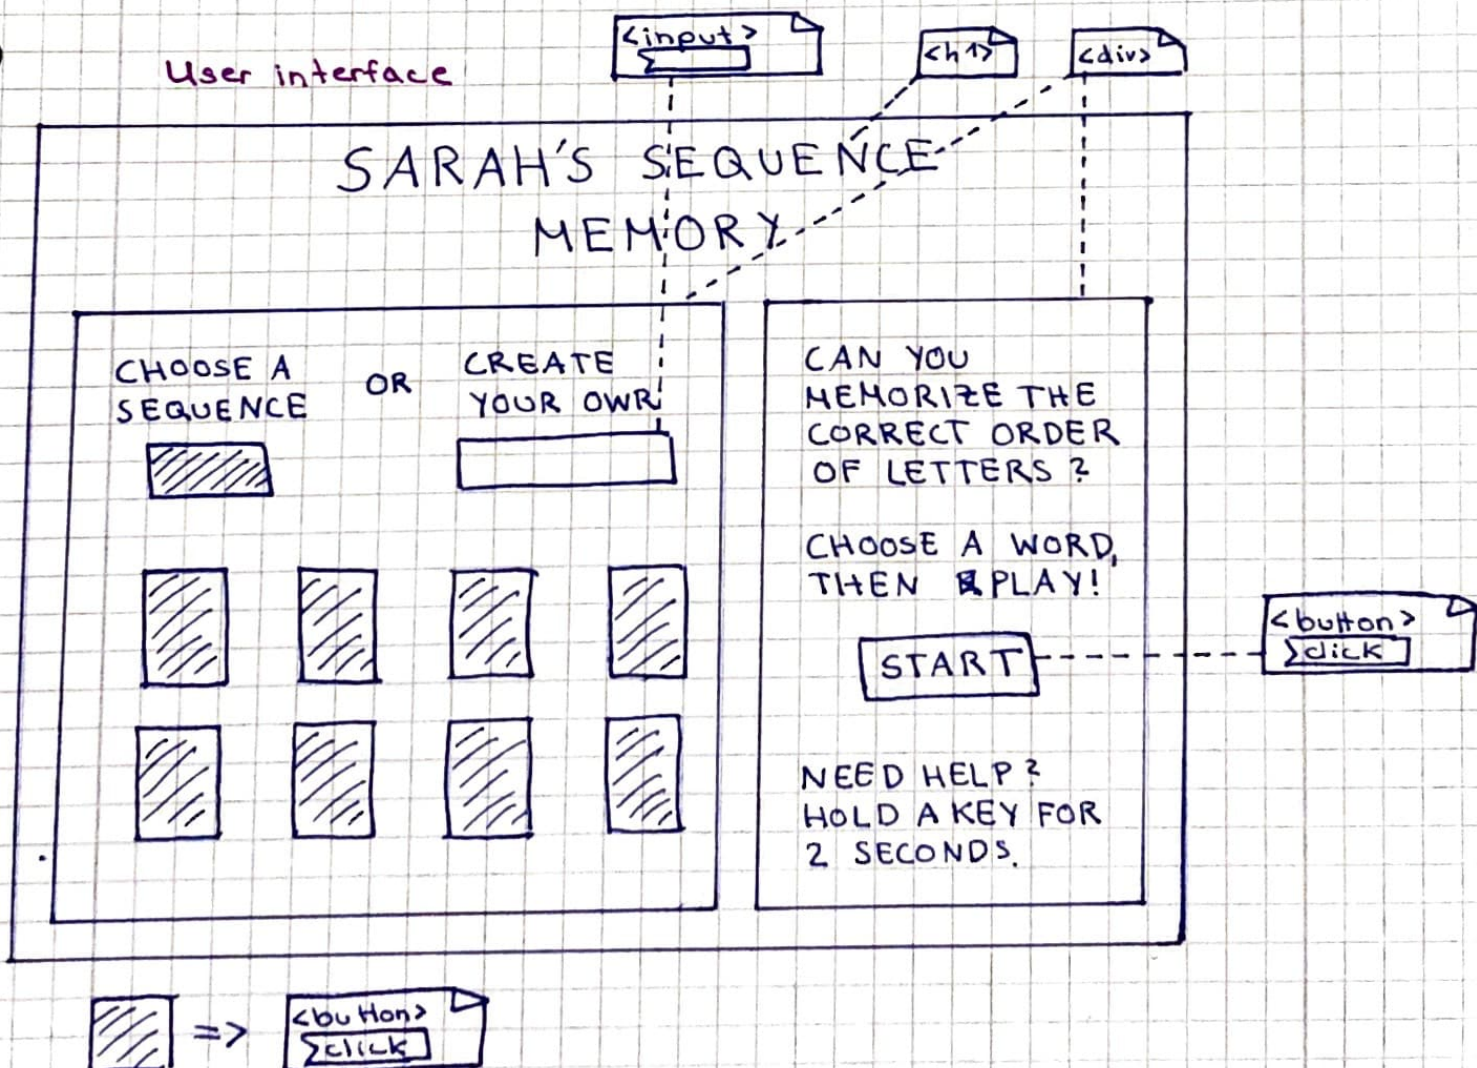 User interface
<input>
<h1>
<div>
SARAH'S SEQUENCE
MEMORY
CHOOSE A
SEQUENCE
OR
CREATE
YOUR OWN
CAN YOU
MEMORIZE THE
CORRECT ORDER
OF LETTERS?
CHOOSE A WORD,
THEN PLAY!
START
<button>
click
NEED HELP?
HOLD A KEY FOR
2 SECONDS.
=>
<button>
click